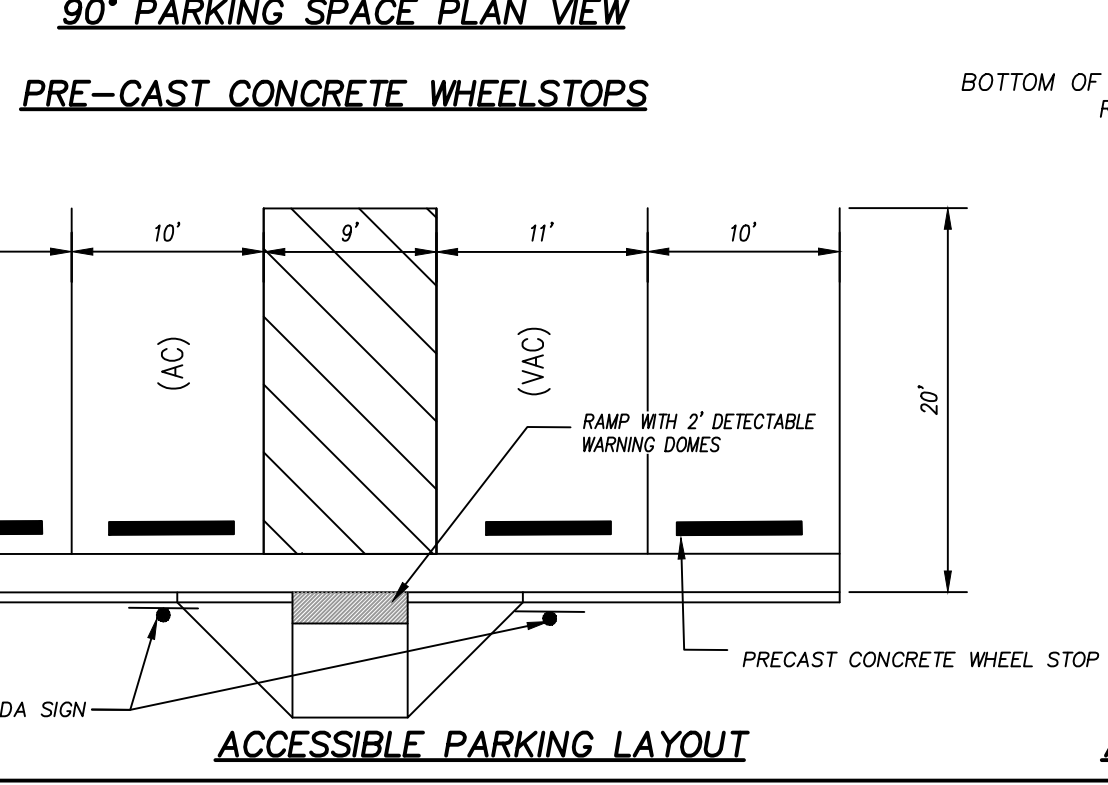 90° PARKING SPACE PLAN VIEW
PRE-CAST CONCRETE WHEELSTOPS
BOTTOM OF
10'
9'
11'
10'
(AC)
(VAC)
20'
RAMP WITH 2' DETECTABLE
WARNING DOMES
PRECAST CONCRETE WHEEL STOP
DA SIGN
ACCESSIBLE PARKING LAYOUT